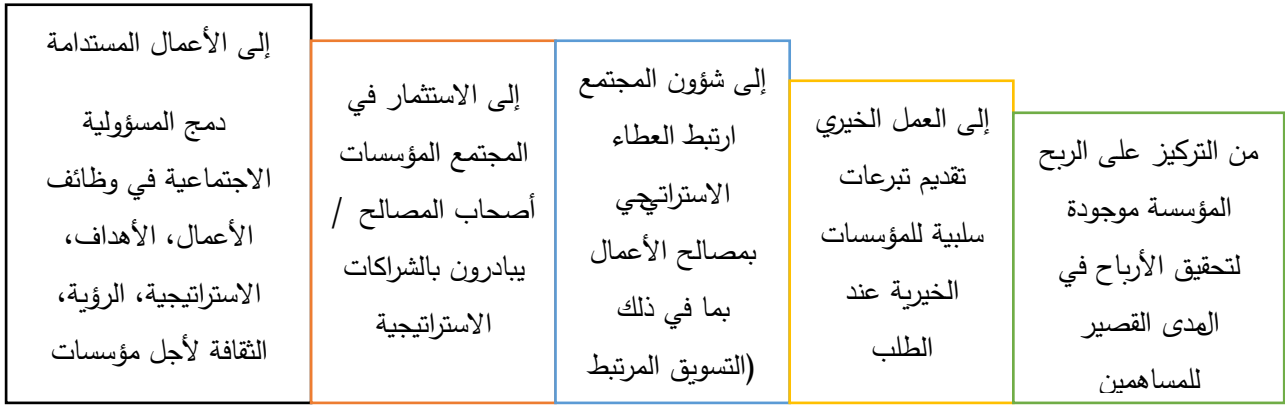 من التركيز على الربح
المؤسسة موجودة
لتحقيق الأرباح في
المدى القصير
للمساهمين
إلى العمل الخيري
تقديم تبرعات
سلبية للمؤسسات
الخيرية عند
الطلب
إلى شؤون المجتمع
ارتبط العطاء
الاستراتيجي
بمصالح الأعمال
بما في ذلك
(التسويق المرتبط
إلى الاستثمار في
المجتمع المؤسسات
أصحاب المصالح /
يبادرون بالشراكات
الاستراتيجية
إلى الأعمال المستدامة
دمج المسؤولية
الاجتماعية في وظائف
الأعمال، الأهداف،
الاستراتيجية، الرؤية،
الثقافة لأجل مؤسسات